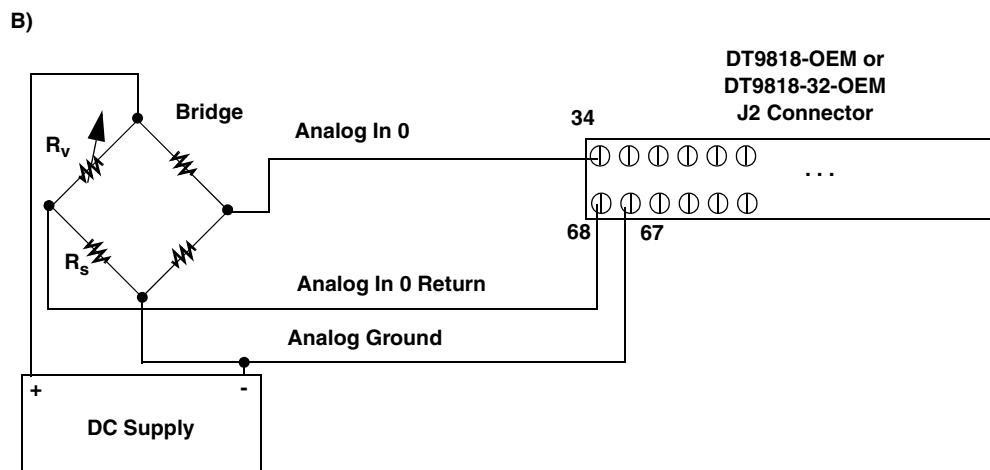 B)
DT9818-OEM or
DT9818-32-OEM
J2 Connector
Bridge
Analog In 0
34
Rv
. . .
68
67
Rs
Analog In 0 Return
Analog Ground
+
-
DC Supply